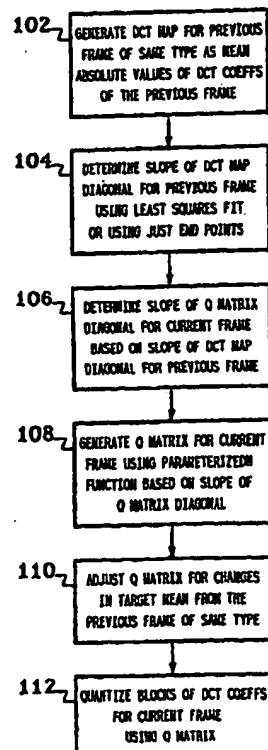 102
GENERATE DCT MAP FOR PREVIOUS
FRAME OF SAME TYPE AS MEAN
ABSOLUTE VALUES OF DCT COEFFS
OF THE PREVIOUS FRAME
104
DETERMINE SLOPE OF DCT MAP
DIAGONAL FOR PREVIOUS FRAME
USING LEAST SQUARES FIT
OR USING JUST END POINTS
106
DETERMINE SLOPE OF Q MATRIX
DIAGONAL FOR CURRENT FRAME
BASED ON SLOPE OF DCT MAP
DIAGONAL FOR PREVIOUS FRAME
108
GENERATE Q MATRIX FOR CURRENT
FRAME USING PARAMETERIZEDN
FUNCTION BASED ON SLOPE OF
Q MATRIX DIAGONAL
110
ADJUST Q MATRIX FOR CHANGES
IN TARGET MEAN FROM THE
PREVIOUS FRAME OF SAME TYPE
112
QUANTIZE BLOCKS OF DCT COEFFS
FOR CURRENT FRAME
USING Q MATRIX